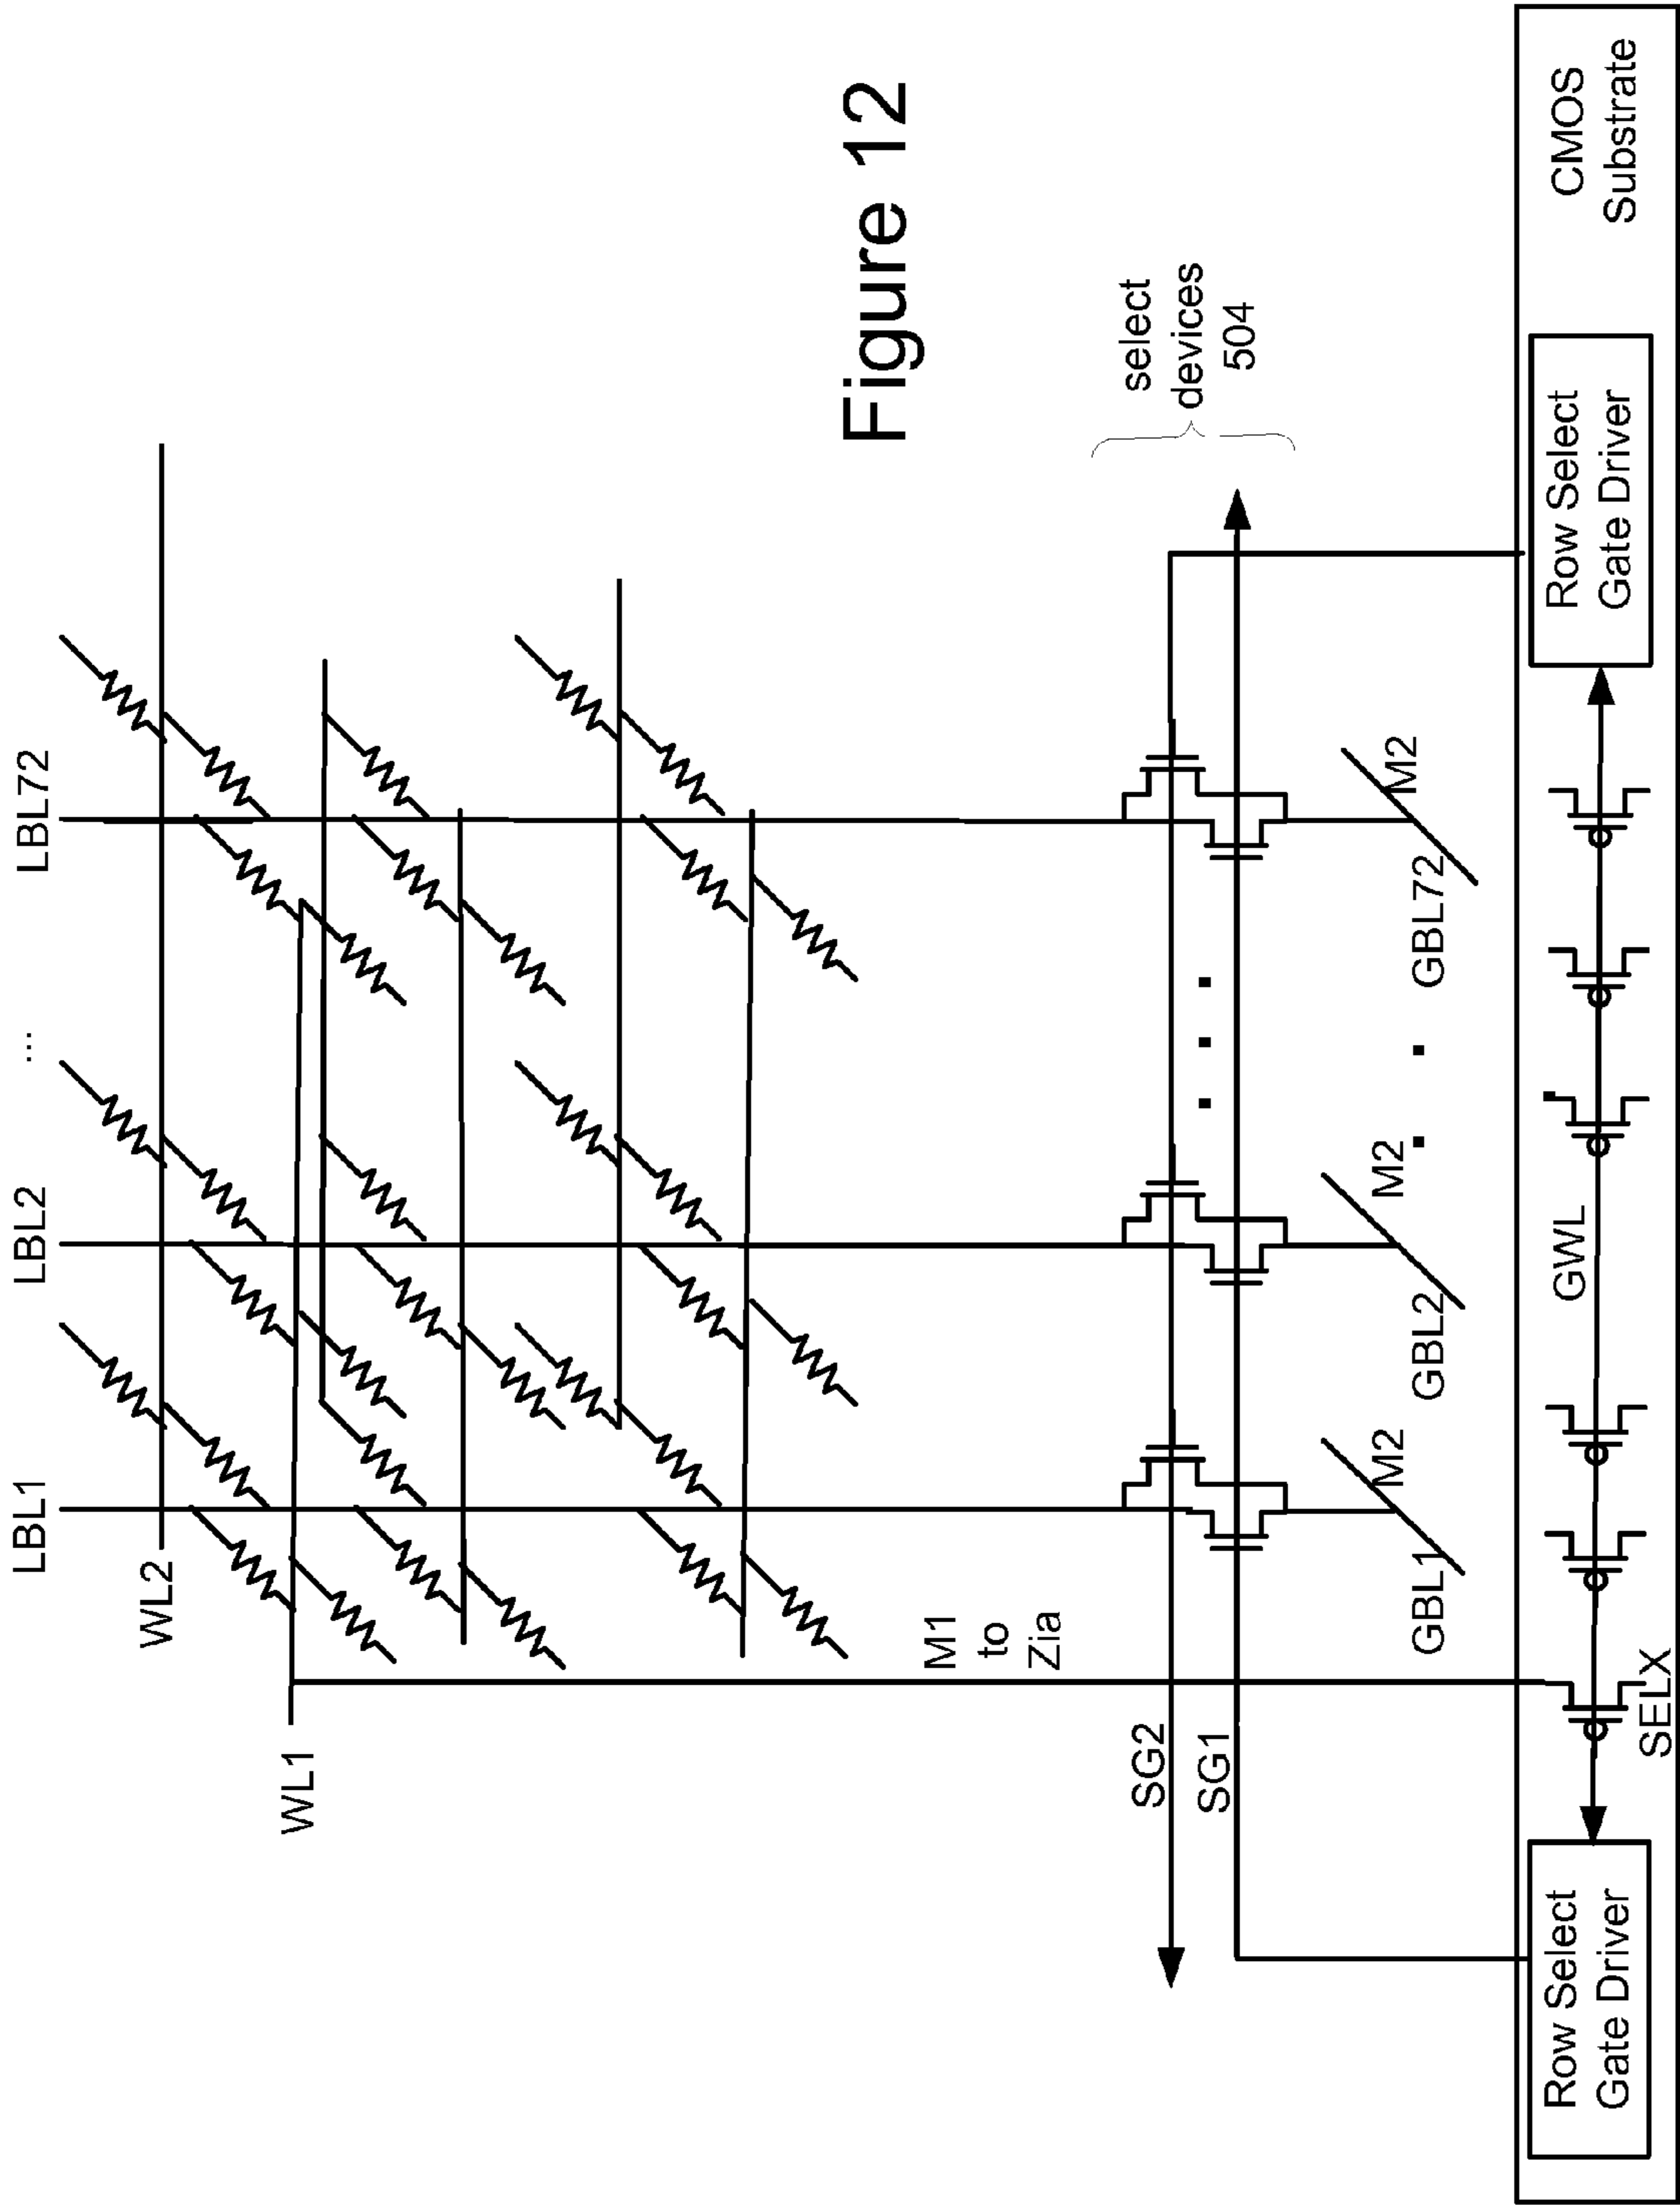 LBL1
LBL2
...
LBL72
WL2
WL1
M1
to
Zia
SG2
SG1
select
devices
504
Figure 12
M2
M2
M2
GBL1
GBL2
GBL72
GWL
SELX
Row Select
Gate Driver
Row Select
Gate Driver
CMOS
Substrate